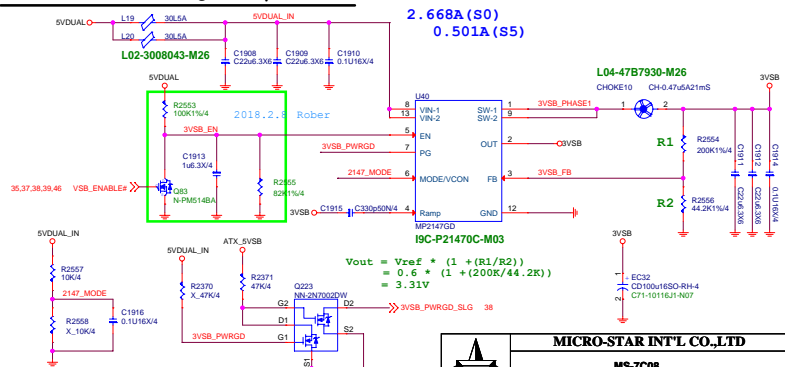 2.668A(S0)
0.501A(S5)
5VDUAL
L19
30L5A
5VDUAL_IN
L20
30L5A
L02-3008043-M26
C1908
C22u6.3X6
C1909
C22u6.3X6
C1910
0.1U16X/4
5VDUAL
R2553
100K1%/4
2018.2.8 Rober
3VSB_EN
C1913
1u6.3X/4
R2555
82K1%/4
35,37,38,39,46
VSB_ENABLE#
Q83
N-PM514BA
U40
8
VIN-1
13
VIN-2
5
EN
3VSB_PWRGD
7
PG
2147_MODE
6
MODE/VCON
3VSB
C1915
C330p50N/4
4
Ramp
SW-1
1
SW-2
9
OUT
2
3VSB
FB
3
GND
12
MP2147GD
I9C-P21470C-M03
3VSB_PHASE1
3VSB_FB
L04-47B7930-M26
CHOKE10
CH-0.47u5A21mS
1
2
3VSB
R1
R2554
200K1%/4
R2
R2556
44.2K1%/4
C1911
C22u6.3X6
C1912
C22u6.3X6
C1914
0.1U16X/4
Vout = Vref * (1 +(R1/R2))
= 0.6 * (1 +(200K/44.2K))
= 3.31V
3VSB
+
1
2
EC32
CD100u16SO-RH-4
C71-10116J1-N07
5VDUAL_IN
R2557
10K/4
2147_MODE
R2558
X_10K/4
C1916
0.1U16X/4
5VDUAL_IN
R2370
X_47K/4
3VSB_PWRGD
ATX_5VSB
R2371
47K/4
Q223
NN-2N7002DW
G2
D2
D1
S2
G1
S1
3VSB_PWRGD_SLG
38
MICRO-STAR INT'L CO.,LTD
MS-7C08